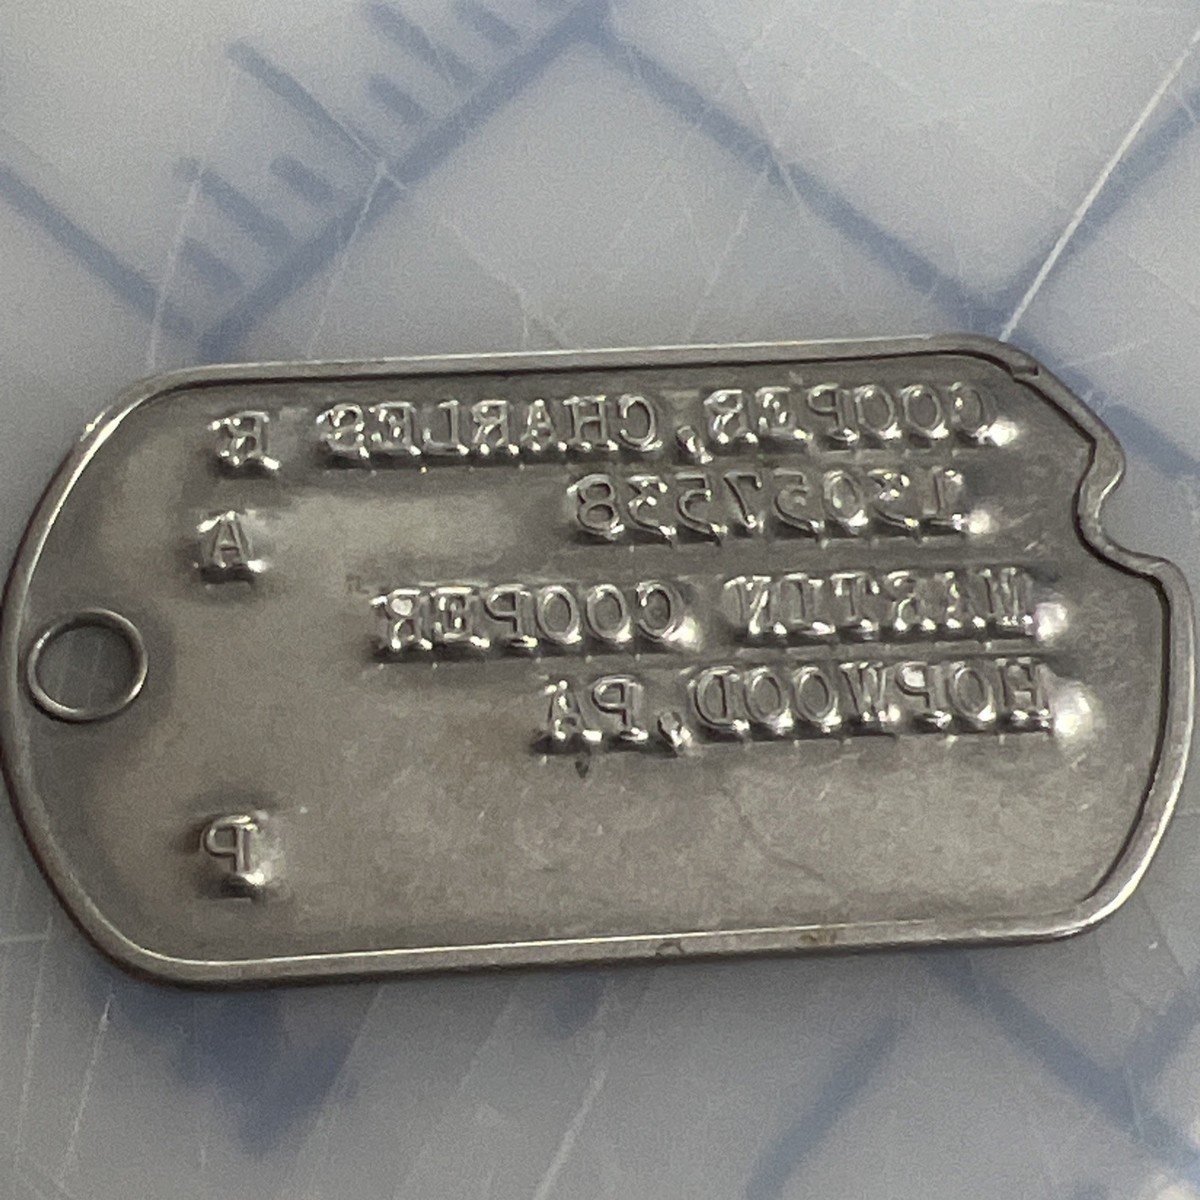 COOPER,CHARLES R
13057538 A
MARTIN COOPER
HOPWOOD,PA.
P